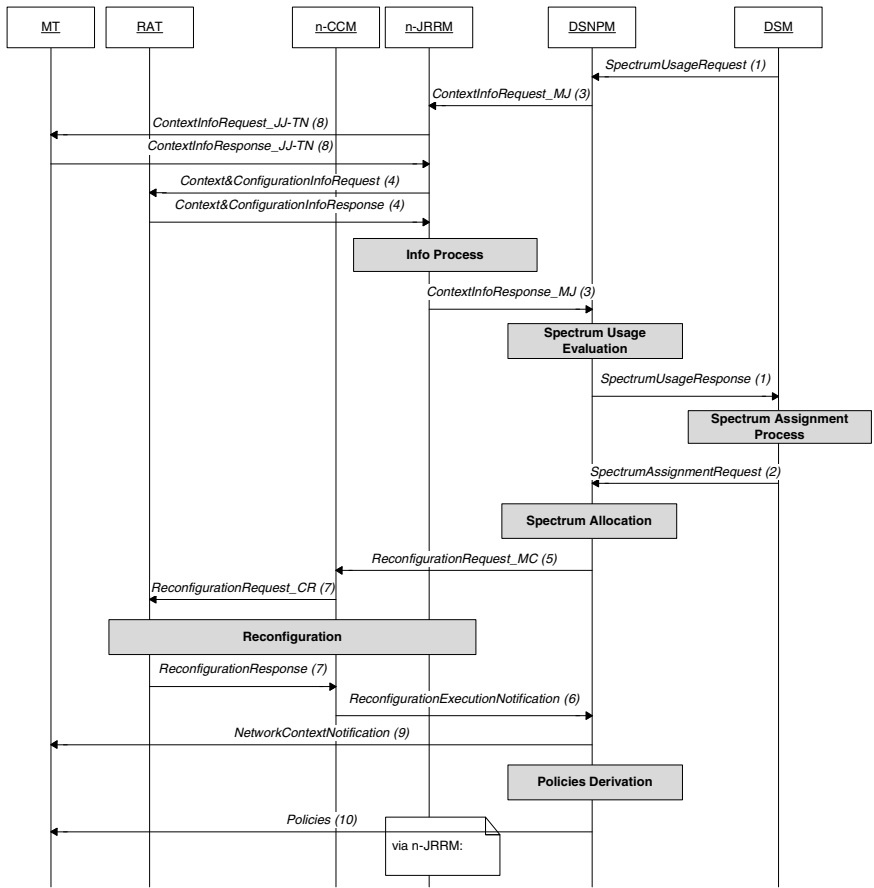 MT RAT n-CCM n-JRRM DSNPM DSM
SpectrumUsageRequest (1)
ContextInfoRequest_MJ (3)
ContextInfoRequest_JJ-TN (8)
ContextInfoResponse_JJ-TN (8)
Context&ConfigurationInfoRequest (4)
Context&ConfigurationInfoResponse (4)
Info Process
ContextInfoResponse_MJ (3)
Spectrum Usage
Evaluation
SpectrumUsageResponse (1)
Spectrum Assignment
Process
SpectrumAssignmentRequest (2)
Spectrum Allocation
ReconfigurationRequest_MC (5)
ReconfigurationRequest_CR (7)
Reconfiguration
ReconfigurationResponse (7)
ReconfigurationExecutionNotification (6)
NetworkContextNotification (9)
Policies Derivation
Policies (10)
via n-JRRM: